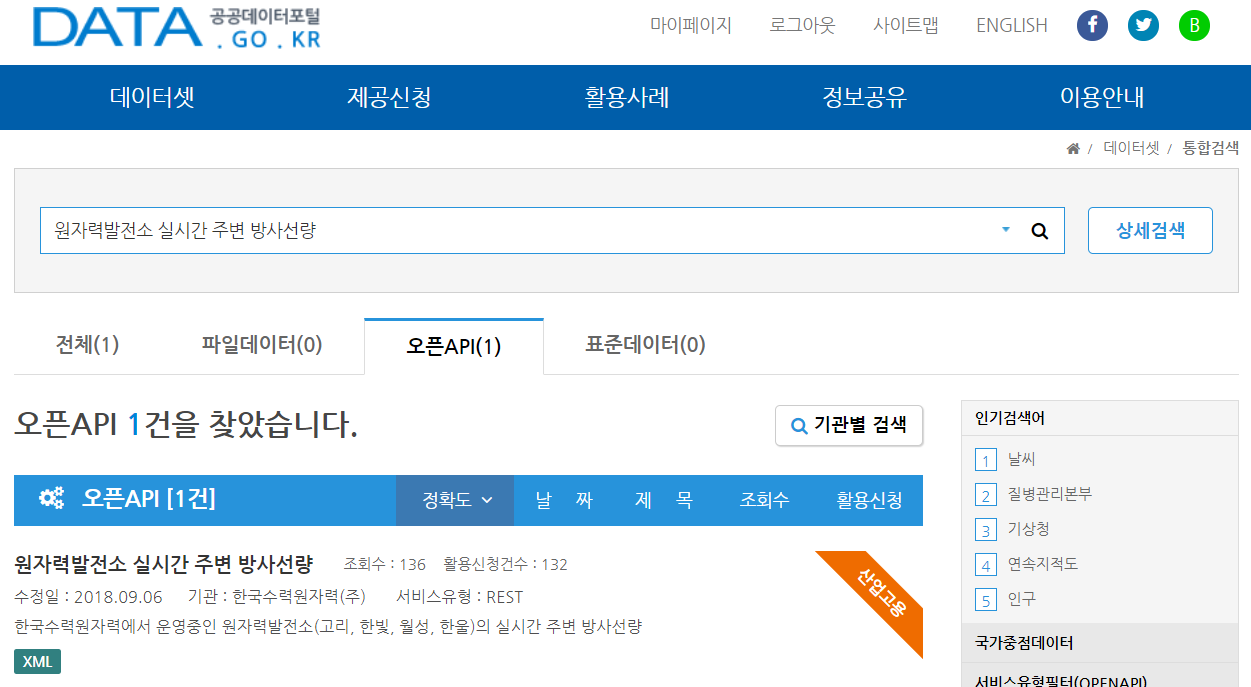 DATA 공공데이터포털
.GO.KR
마이페이지 로그아웃 사이트맵 ENGLISH f B
데이터셋 제공신청 활용사례 정보공유 이용안내
/ 데이터셋 / 통합검색
원자력발전소 실시간 주변 방사선량 상세검색
전체(1) 파일데이터(0) 오픈API(1) 표준데이터(0)
오픈API 1건을 찾았습니다.
기관별 검색
오픈API [1건] 정확도 날 짜 제 목 조회수 활용신청
원자력발전소 실시간 주변 방사선량 조회수 : 136 활용신청건수 : 132
수정일 : 2018.09.06 기관 : 한국수력원자력(주) 서비스유형 : REST
한국수력원자력에서 운영중인 원자력발전소(고리, 한빛, 월성, 한울)의 실시간 주변 방사선량
XML
산업고용
인기검색어
1 날씨
2 질병관리본부
3 기상청
4 연속지적도
5 인구
국가중점데이터
서비스유형필터(OPENAPI)